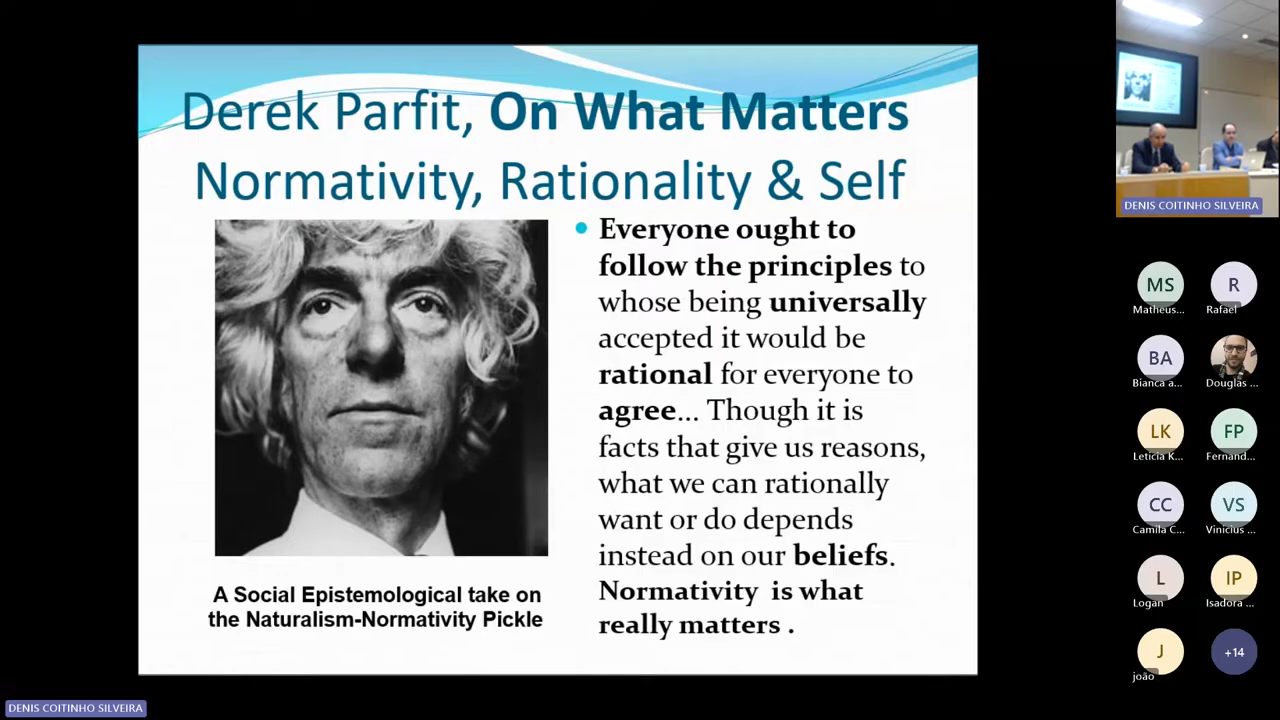 Derek Parfit, On What Matters
Normativity, Rationality & Self
Everyone ought to
follow the principles to
whose being universally
accepted it would be
rational for everyone to
agree... Though it is
facts that give us reasons,
what we can rationally
want or do depends
instead on our beliefs.
Normativity is what
really matters .
A Social Epistemological take on
the Naturalism-Normativity Pickle
DENIS COITINHO SILVEIRA
MS
Matheus...
R
Rafael
BA
Bianca a...
Douglas ...
LK
Leticia K...
FP
Fernand...
CC
Camila C...
VS
Vinicius ...
L
Logan
IP
Isadora ...
J
joão
+14
DENIS COITINHO SILVEIRA